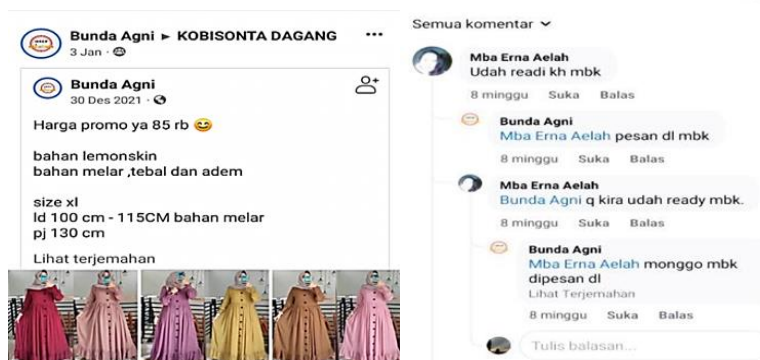 Bunda Agni ► KOBISONTA DAGANG
3 Jan ·
Bunda Agni
30 Des 2021 ·
Harga promo ya 85 rb 😊
bahan lemonskin
bahan melar ,tebal dan adem
size xl
ld 100 cm - 115CM bahan melar
pj 130 cm
Lihat terjemahan
Semua komentar
Mba Erna Aelah
Udah readi kh mbk
8 minggu Suka Balas
Bunda Agni
Mba Erna Aelah pesan dl mbk
8 minggu Suka Balas
Mba Erna Aelah
Bunda Agni q kira udah ready mbk.
8 minggu Suka Balas
Bunda Agni
Mba Erna Aelah monggo mbk
dipesan dl
Lihat Terjemahan
8 minggu Suka Balas
Tulis balasan...